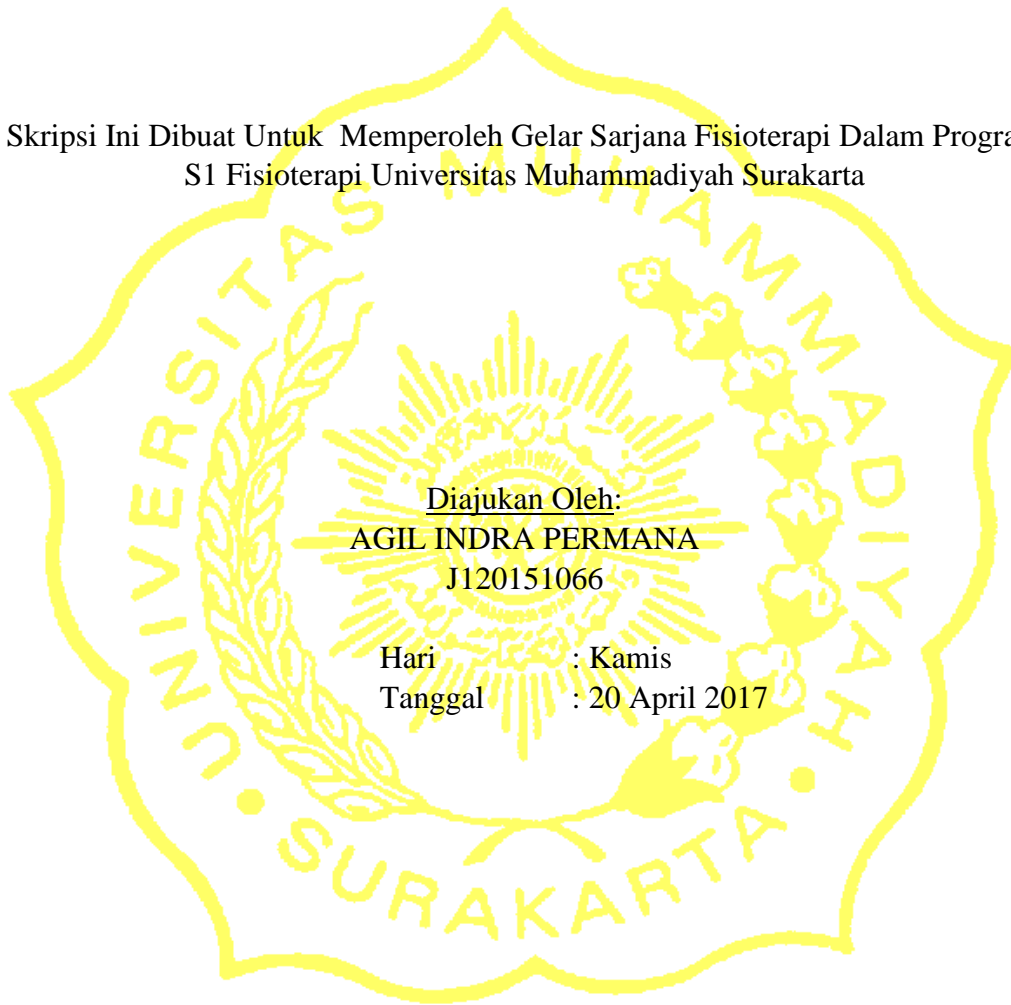 Skripsi Ini Dibuat Untuk Memperoleh Gelar Sarjana Fisioterapi Dalam Progra
S1 Fisioterapi Universitas Muhammadiyah Surakarta
UNIVERSITAS MUHAMMADIYAH
SURAKARTA
Diajukan Oleh:
AGIL INDRA PERMANA
J120151066
Hari : Kamis
Tanggal : 20 April 2017